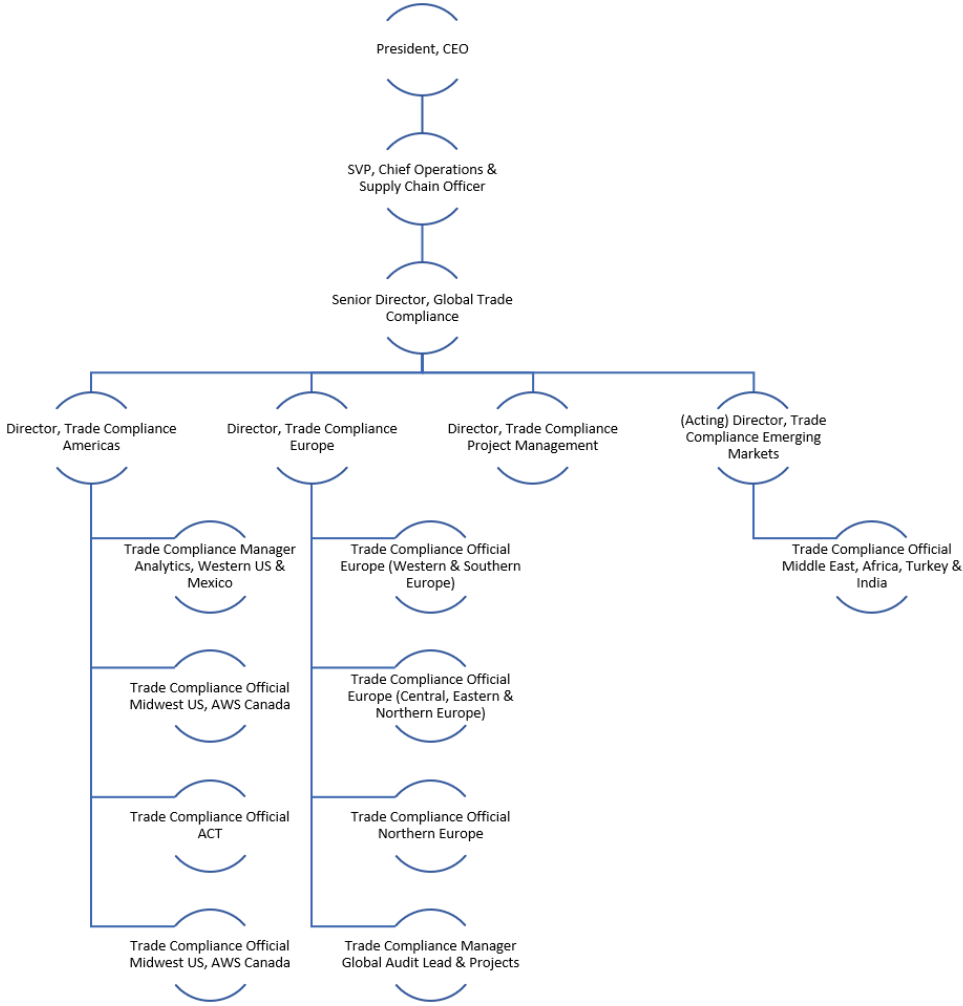 President, CEO
SVP, Chief Operations &
Supply Chain Officer
Senior Director, Global Trade
Compliance
Director, Trade Compliance
Americas
Director, Trade Compliance
Europe
Director, Trade Compliance
Project Management
(Acting) Director, Trade
Compliance Emerging
Markets
Trade Compliance Manager
Analytics, Western US &
Mexico
Trade Compliance Official
Europe (Western & Southern
Europe)
Trade Compliance Official
Middle East, Africa, Turkey &
India
Trade Compliance Official
Midwest US, AWS Canada
Trade Compliance Official
Europe (Central, Eastern &
Northern Europe)
Trade Compliance Official
ACT
Trade Compliance Official
Northern Europe
Trade Compliance Official
Midwest US, AWS Canada
Trade Compliance Manager
Global Audit Lead & Projects